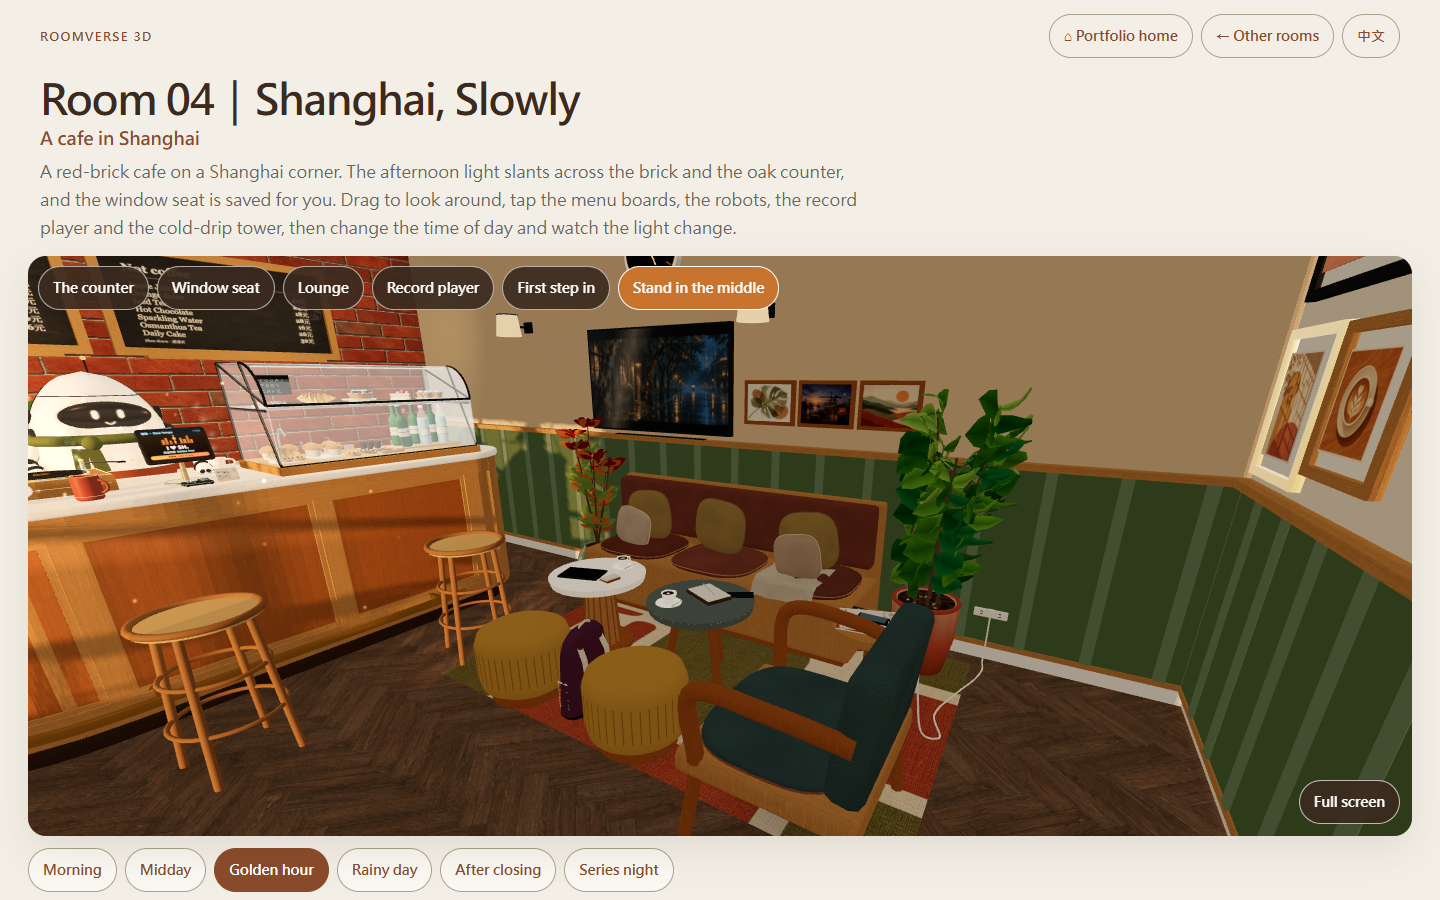 ROOMVERSE 3D
⌂ Portfolio home
← Other rooms
中文
Room 04 | Shanghai, Slowly
A cafe in Shanghai
A red-brick cafe on a Shanghai corner. The afternoon light slants across the brick and the oak counter,
and the window seat is saved for you. Drag to look around, tap the menu boards, the robots, the record
player and the cold-drip tower, then change the time of day and watch the light change.
The counter
Window seat
Lounge
Record player
First step in
Stand in the middle
Not
Hot Chocolate
Sparkling Water
Osmanthus Tea
Daily Cake
Full screen
Morning
Midday
Golden hour
Rainy day
After closing
Series night